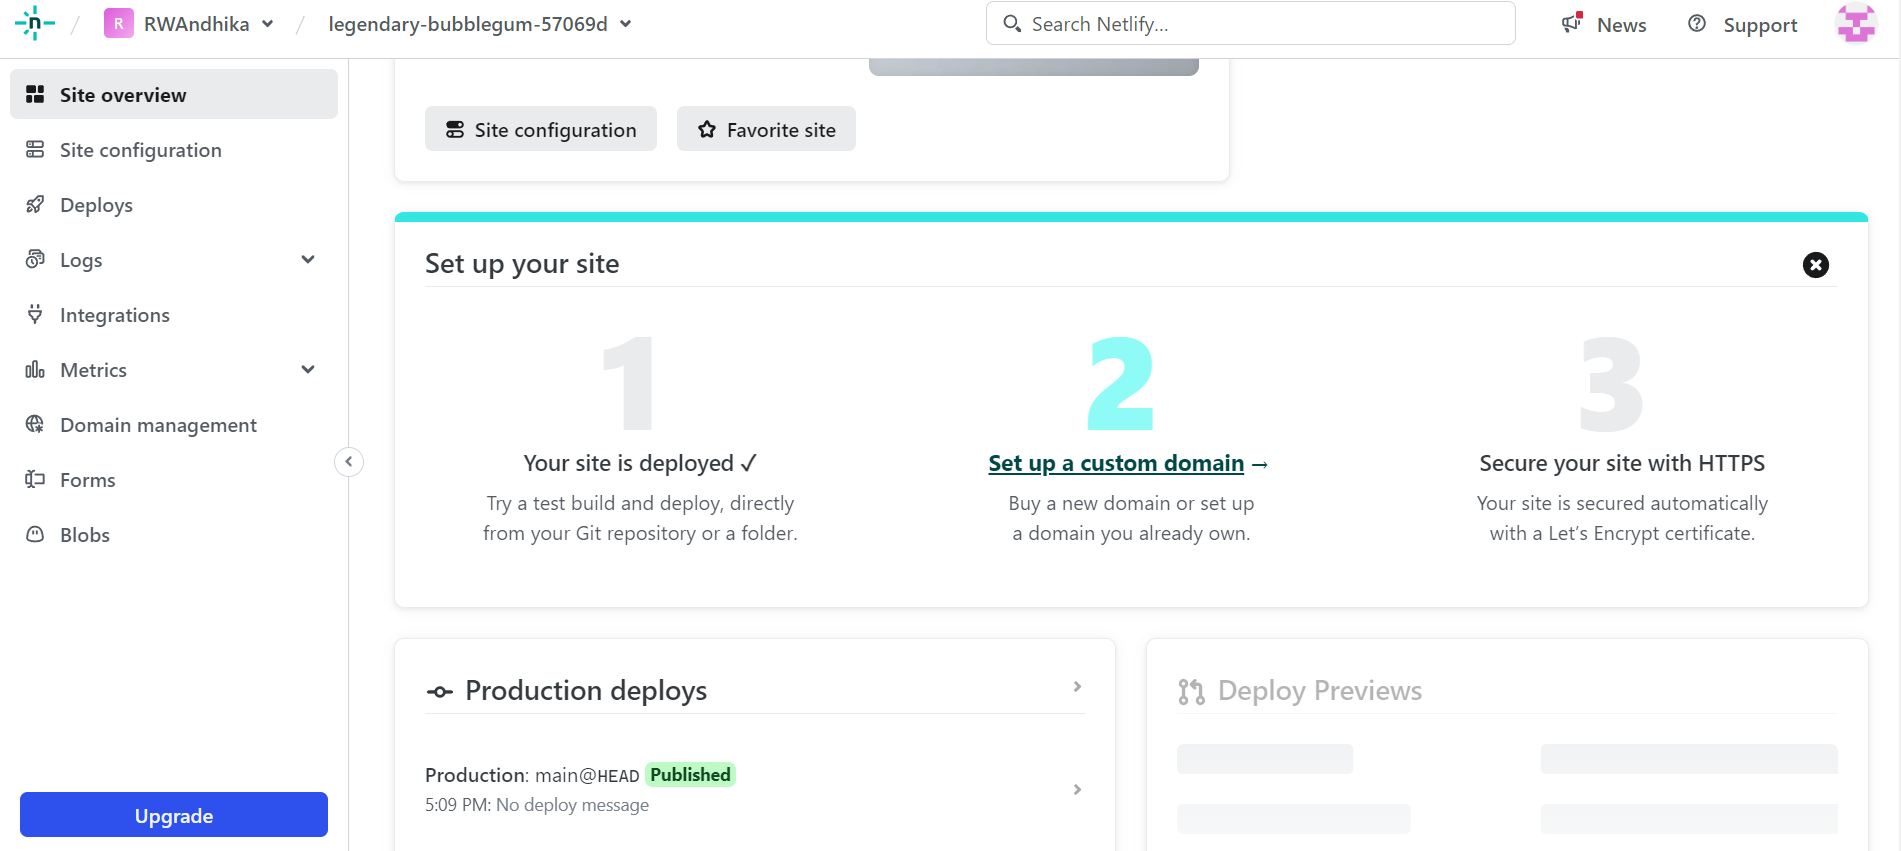 R RWAndhika legendary-bubblegum-57069d Search Netlify... News Support
Site overview
Site configuration
Deploys
Logs
Integrations
Metrics
Domain management
Forms
Blobs
Upgrade
Site configuration Favorite site
Set up your site
1
Your site is deployed ✓
Try a test build and deploy, directly
from your Git repository or a folder.
2
Set up a custom domain →
Buy a new domain or set up
a domain you already own.
3
Secure your site with HTTPS
Your site is secured automatically
with a Let’s Encrypt certificate.
Production deploys
Production: main@HEAD Published
5:09 PM: No deploy message
Deploy Previews